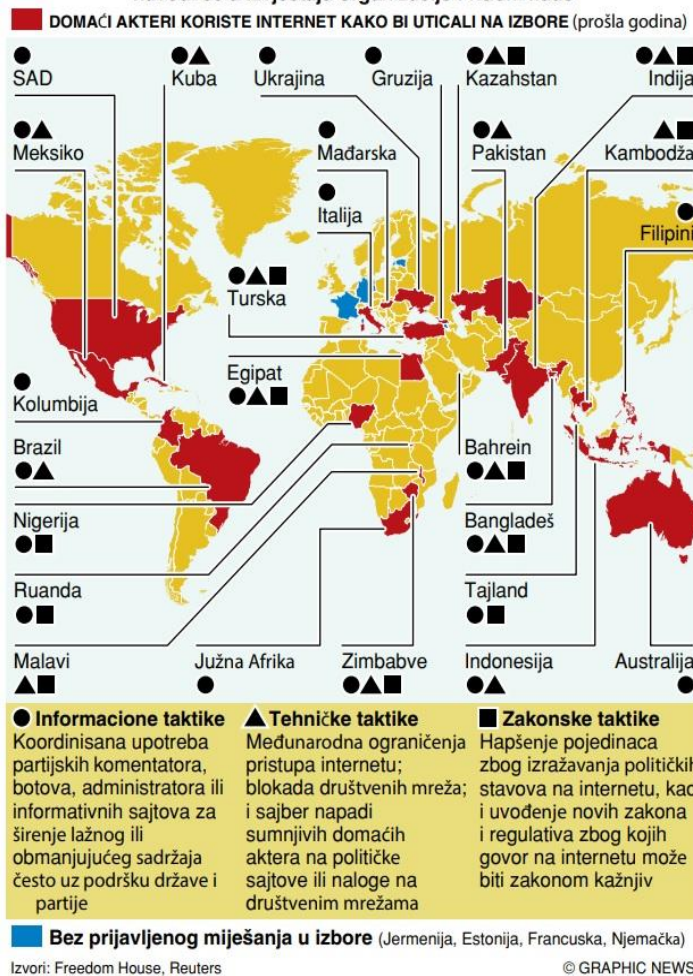 DOMAĆI AKTERI KORISTE INTERNET KAKO BI UTICALI NA IZBORE (prošla godina)
SAD
Kuba
Ukrajina
Gruzija
Kazahstan
Indija
Meksiko
Mađarska
Pakistan
Kambodža
Italija
Filipini
Turska
Egipat
Kolumbija
Brazil
Bahrein
Nigerija
Bangladeš
Ruanda
Tajland
Malavi
Južna Afrika
Zimbabve
Indonesija
Australija
Informacione taktike
Koordinisana upotreba
partijskih komentatora,
botova, administratora ili
informativnih sajtova za
širenje lažnog ili
obmanjujućeg sadržaja
često uz podršku države i
partije
Tehničke taktike
Međunarodna ograničenja
pristupa internetu;
blokada društvenih mreža;
i sajber napadi
sumnjivih domaćih
aktera na političke
sajtove ili naloge na
društvenim mrežama
Zakonske taktike
Hapšenje pojedinaca
zbog izražavanja političkih
stavova na internetu, kao
i uvođenje novih zakona
i regulativa zbog kojih
govor na internetu može
biti zakonom kažnjiv
Bez prijavljenog miješanja u izbore (Jermenija, Estonija, Francuska, Njemačka)
Izvori: Freedom House, Reuters
© GRAPHIC NEWS